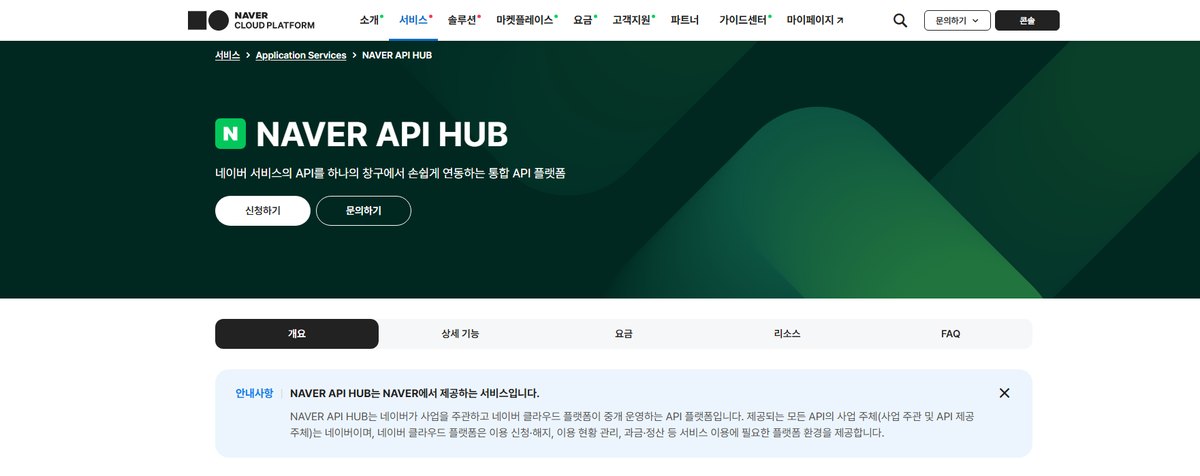 NAVER
CLOUD PLATFORM
소개 서비스 솔루션 마켓플레이스 요금 고객지원 파트너 가이드센터 마이페이지 문의하기 콘솔
서비스 > Application Services > NAVER API HUB
N NAVER API HUB
네이버 서비스의 API를 하나의 창구에서 손쉽게 연동하는 통합 API 플랫폼
신청하기 문의하기
개요 상세 기능 요금 리소스 FAQ
안내사항 NAVER API HUB는 NAVER에서 제공하는 서비스입니다.
NAVER API HUB는 네이버가 사업을 주관하고 네이버 클라우드 플랫폼이 중개 운영하는 API 플랫폼입니다. 제공되는 모든 API의 사업 주체(사업 주관 및 API 제공
주체)는 네이버이며, 네이버 클라우드 플랫폼은 이용 신청·해지, 이용 현황 관리, 과금·정산 등 서비스 이용에 필요한 플랫폼 환경을 제공합니다.